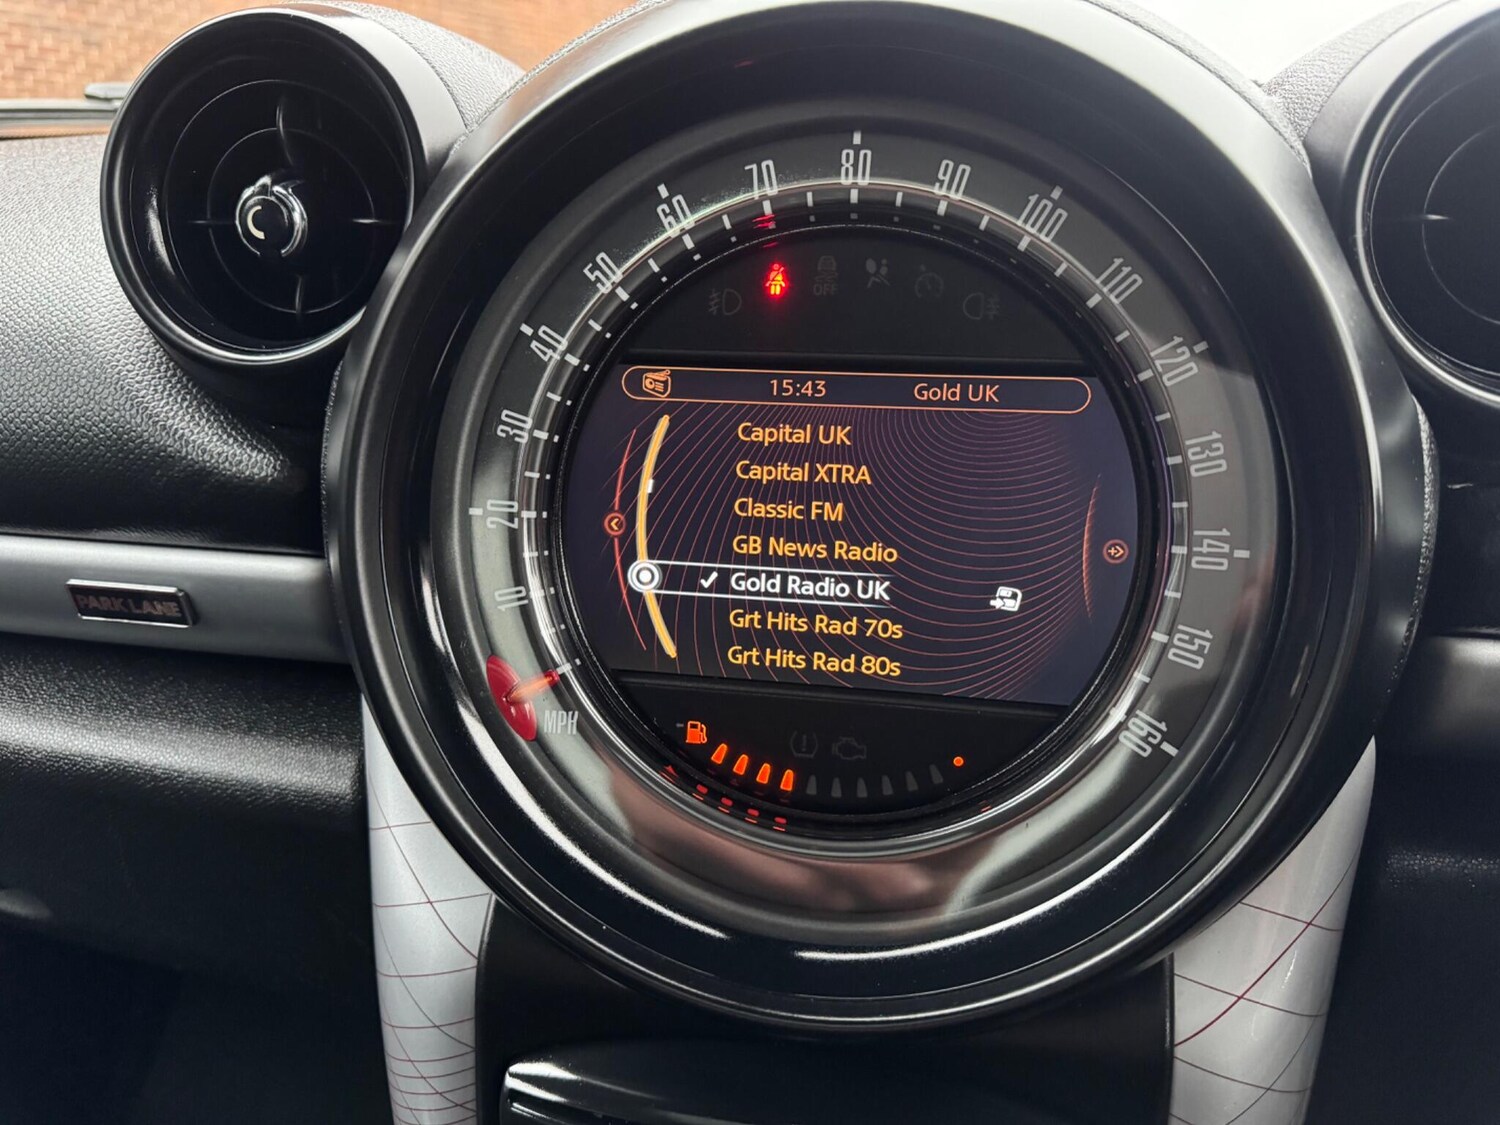 10
20
30
40
50
60
70
80
90
100
110
120
130
140
150
160
MPH
OFF
15:43 Gold UK
Capital UK
Capital XTRA
Classic FM
GB News Radio
Gold Radio UK
Grt Hits Rad 70s
Grt Hits Rad 80s
PARK LANE